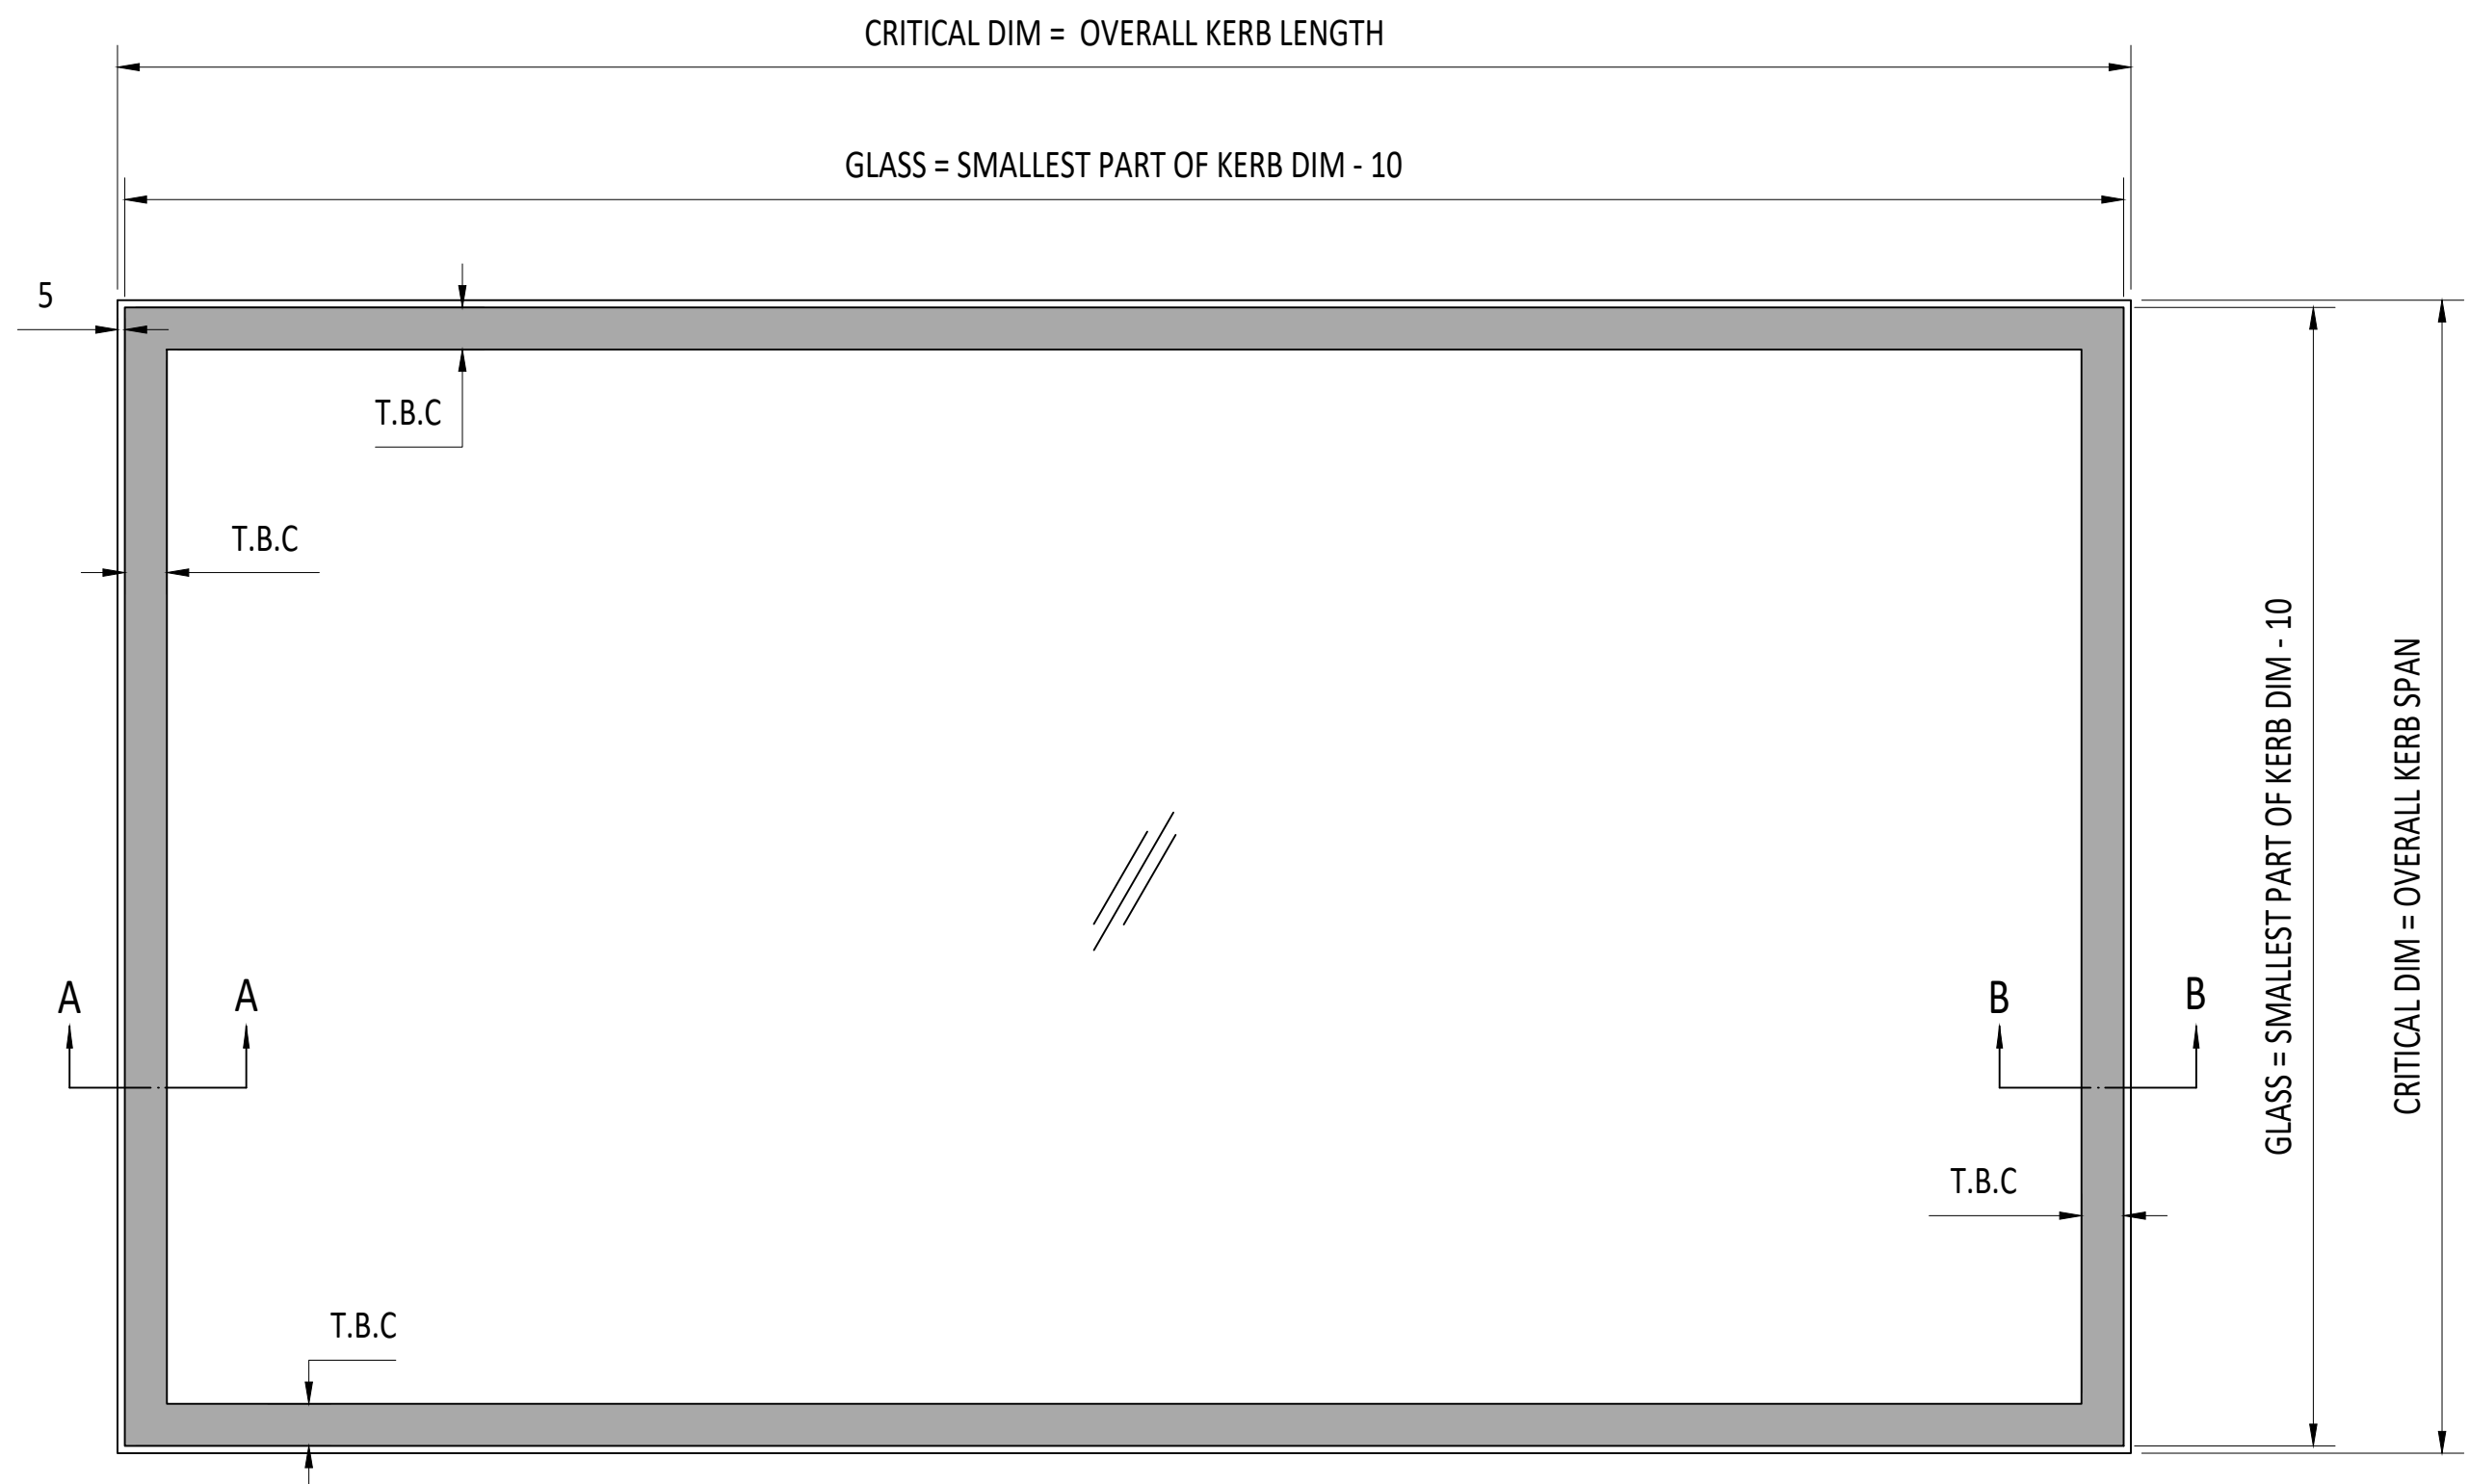 CRITICAL DIM = OVERALL KERB LENGTH
GLASS = SMALLEST PART OF KERB DIM - 10
5
T.B.C
T.B.C
GLASS = SMALLEST PART OF KERB DIM - 10
CRITICAL DIM = OVERALL KERB SPAN
A
A
B
B
T.B.C
T.B.C